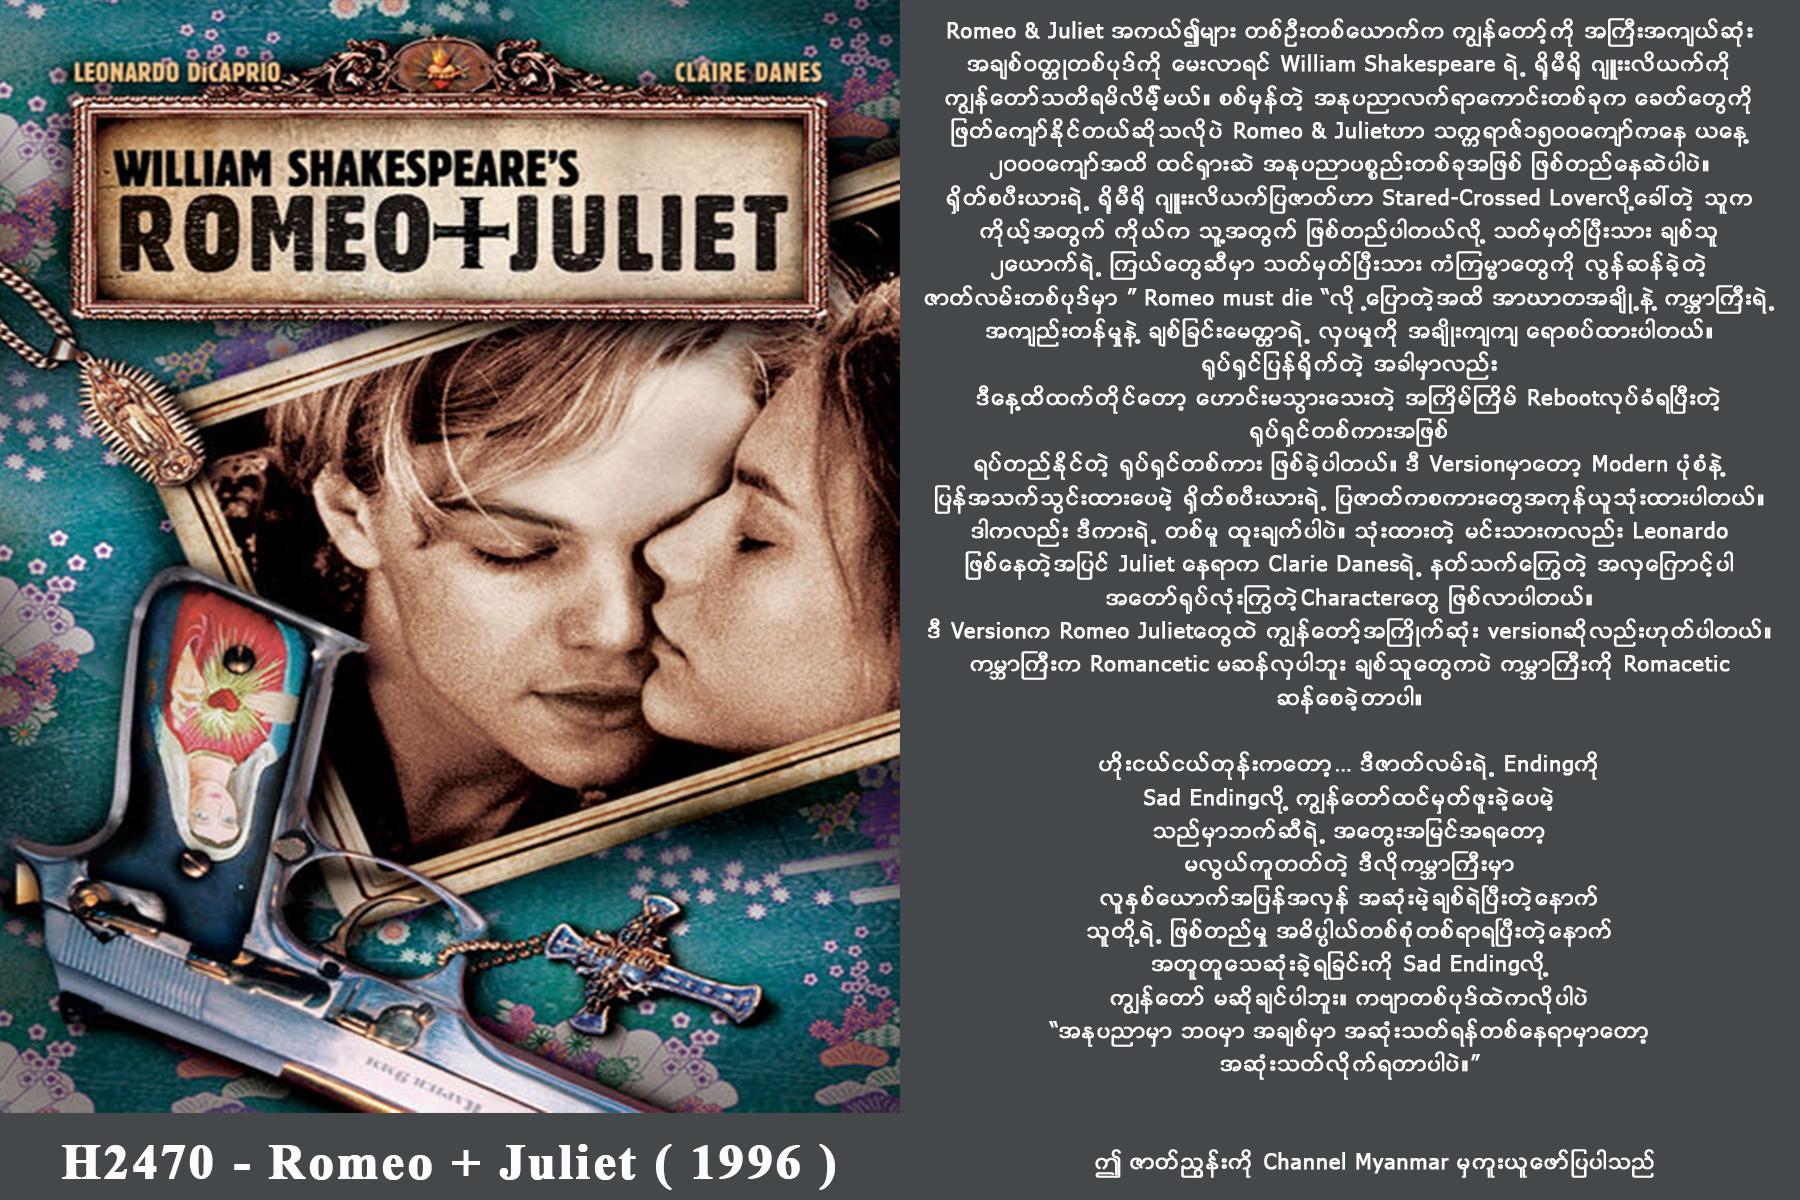 LEONARDO DiCAPRIO
CLAIRE DANES
WILLIAM SHAKESPEARE'S
ROMEO+JULIET
H2470 - Romeo + Juliet ( 1996 )
Romeo & Juliet အကယ်၍များ တစ်ဦးတစ်ယောက်က ကျွန်တော့်ကို အကြီးအကျယ်ဆုံး
အချစ်ဝတ္ထုတစ်ပုဒ်ကို မေးလာရင် William Shakespeare ရဲ့ ရိုမီရို ဂျူးးလိယက်ကို
ကျွန်တော်သတိရမိလိမ့်မယ်။ စစ်မှန်တဲ့ အနုပညာလက်ရာကောင်းတစ်ခုက ခေတ်တွေကို
ဖြတ်ကျော်နိုင်တယ်ဆိုသလိုပဲ Romeo & Julietဟာ သက္ကရာဇ်၁၅၀၀ကျော်ကနေ ယနေ့
၂၀၀၀ကျော်အထိ ထင်ရှားဆဲ အနုပညာပစ္စည်းတစ်ခုအဖြစ် ဖြစ်တည်နေဆဲပါပဲ။
ရှိတ်စပီးယားရဲ့ ရိုမီရို ဂျူးးလိယက်ပြဇာတ်ဟာ Stared-Crossed Loverလို့ခေါ်တဲ့ သူက
ကိုယ့်အတွက် ကိုယ်က သူ့အတွက် ဖြစ်တည်ပါတယ်လို့ သတ်မှတ်ပြီးသား ချစ်သူ
၂ယောက်ရဲ့ ကြယ်တွေဆီမှာ သတ်မှတ်ပြီးသား ကံကြမ္မာတွေကို လွန်ဆန်ခဲ့တဲ့
ဇာတ်လမ်းတစ်ပုဒ်မှာ ” Romeo must die “လို့ ပြောတဲ့အထိ အာဃာတအချို့နဲ့ ကမ္ဘာကြီးရဲ့
အကျည်းတန်မှုနဲ့ ချစ်ခြင်းမေတ္တာရဲ့ လှပမှုကို အချိုးကျကျ ရောစပ်ထားပါတယ်။
ရုပ်ရှင်ပြန်ရိုက်တဲ့ အခါမှာလည်း
ဒီနေ့ထိထက်တိုင်တော့ ဟောင်းမသွားသေးတဲ့ အကြိမ်ကြိမ် Rebootလုပ်ခံရပြီးတဲ့
ရုပ်ရှင်တစ်ကားအဖြစ်
ရပ်တည်နိုင်တဲ့ ရုပ်ရှင်တစ်ကား ဖြစ်ခဲ့ပါတယ်။ ဒီ Versionမှာတော့ Modern ပုံစံနဲ့
ပြန်အသက်သွင်းထားပေမဲ့ ရှိတ်စပီးယားရဲ့ ပြဇာတ်ကစကားတွေအကုန်ယူသုံးထားပါတယ်။
ဒါကလည်း ဒီကားရဲ့ တစ်မူ ထူးချက်ပါပဲ။ သုံးထားတဲ့ မင်းသားကလည်း Leonardo
ဖြစ်နေတဲ့အပြင် Juliet နေရာက Clarie Danesရဲ့ နတ်သက်ကြွေတဲ့ အလှကြောင့်ပါ
အတော်ရုပ်လုံးကြွတဲ့Characterတွေ ဖြစ်လာပါတယ်။
ဒီ Versionက Romeo Julietတွေထဲ ကျွန်တော့်အကြိုက်ဆုံး versionဆိုလည်းဟုတ်ပါတယ်။
ကမ္ဘာကြီးက Romancetic မဆန်လှပါဘူး ချစ်သူတွေကပဲ ကမ္ဘာကြီးကို Romacetic
ဆန်စေခဲ့တာပါ။
ဟိုးငယ်ငယ်တုန်းကတော့... ဒီဇာတ်လမ်းရဲ့ Endingကို
Sad Endingလို့ ကျွန်တော်ထင်မှတ်ဖူးခဲ့ပေမဲ့
သည်မှာဘက်ဆီရဲ့ အတွေးအမြင်အရတော့
မလွယ်ကူတတ်တဲ့ ဒီလိုကမ္ဘာကြီးမှာ
လူနှစ်ယောက်အပြန်အလှန် အဆုံးမဲ့ချစ်ရဲပြီးတဲ့နောက်
သူတို့ရဲ့ ဖြစ်တည်မှု အဓိပ္ပါယ်တစ်စုံတစ်ရာရပြီးတဲ့နောက်
အတူတူသေဆုံးခဲ့ရခြင်းကို Sad Endingလို့
ကျွန်တော် မဆိုချင်ပါဘူး။ ကဗျာတစ်ပုဒ်ထဲကလိုပါပဲ
“အနုပညာမှာ ဘဝမှာ အချစ်မှာ အဆုံးသတ်ရန်တစ်နေရာမှာတော့
အဆုံးသတ်လိုက်ရတာပါပဲ။”
ဤ ဇာတ်ညွှန်းကို Channel Myanmar မှကူးယူဖော်ပြပါသည်